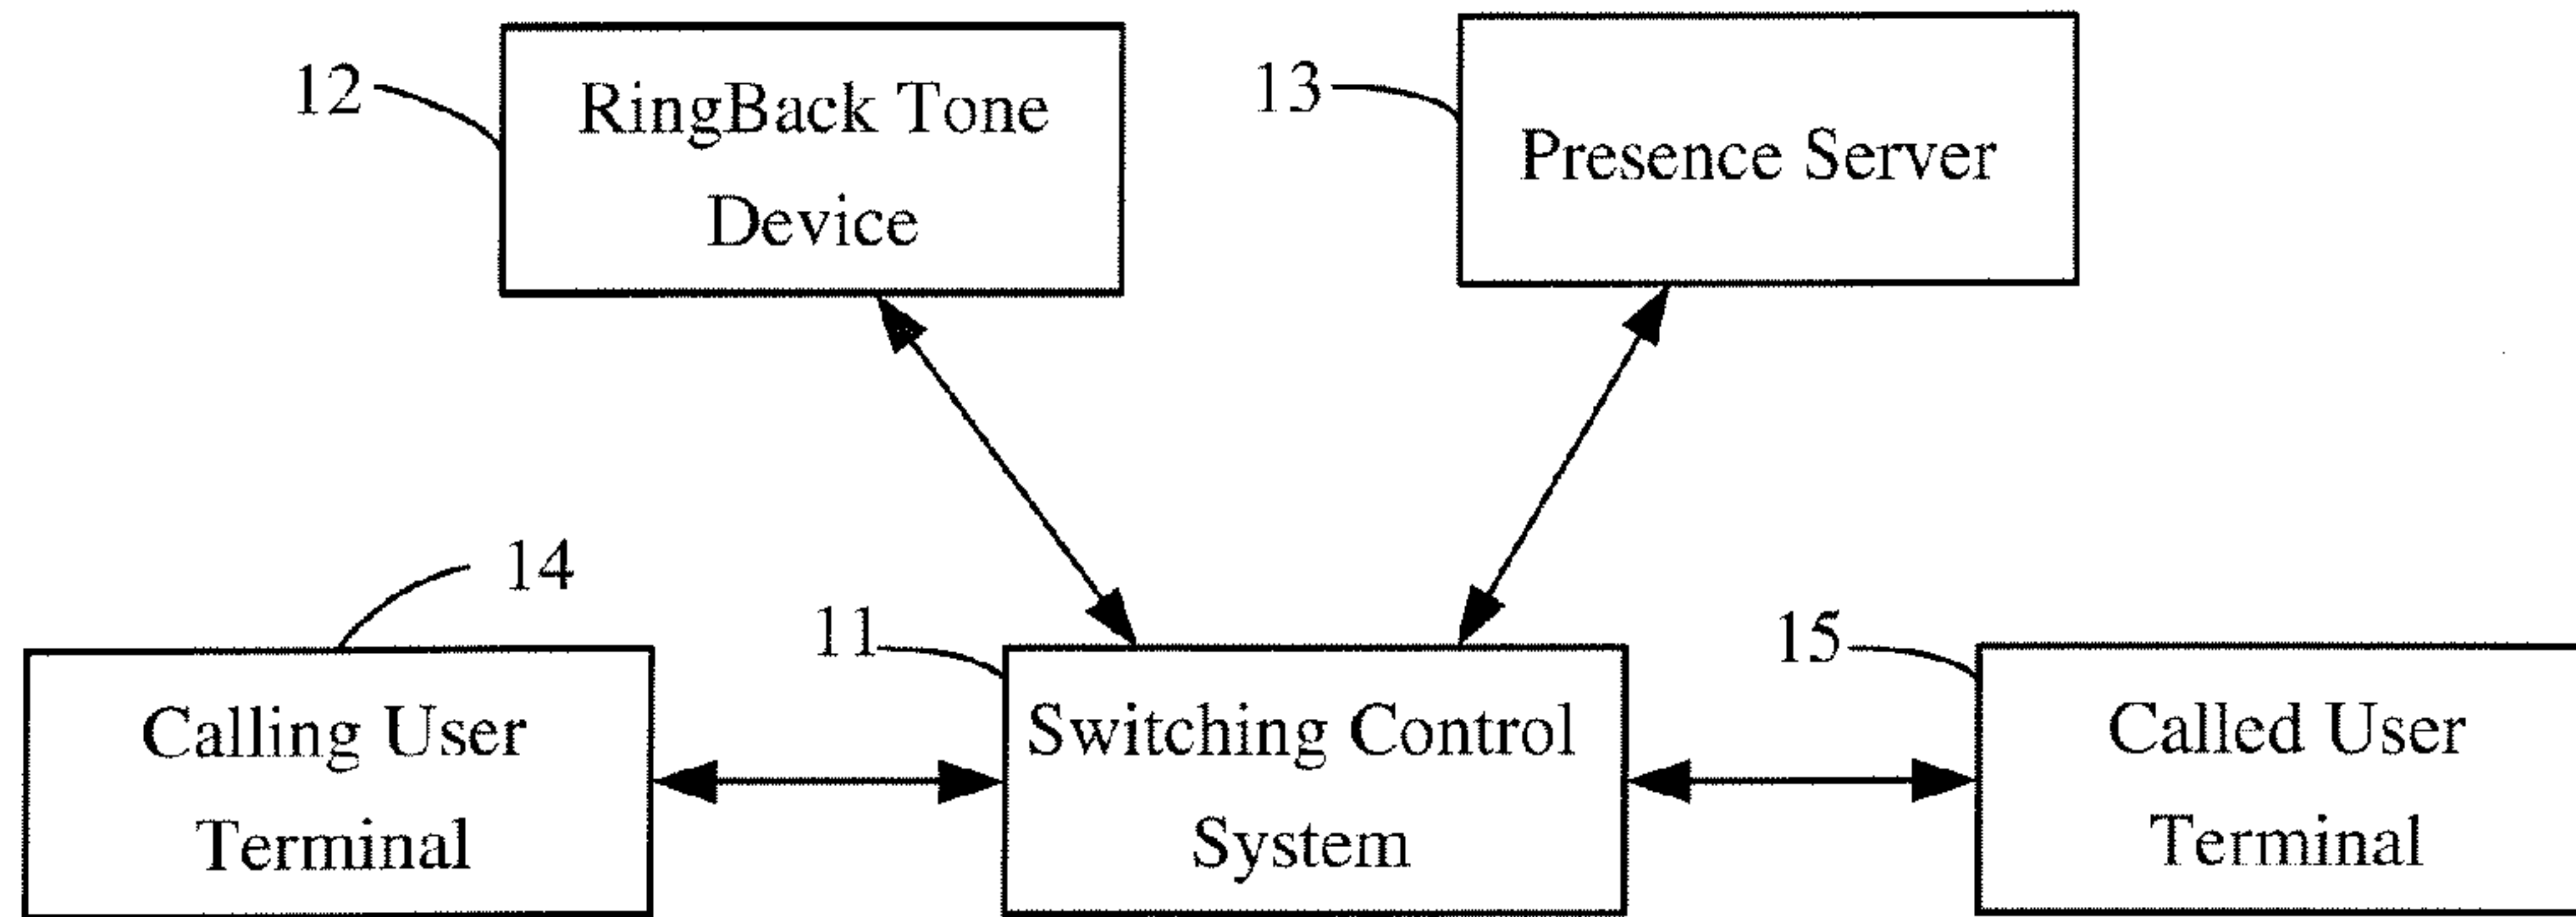 12
RingBack Tone
Device
13
Presence Server
14
Calling User
Terminal
11
Switching Control
System
15
Called User
Terminal